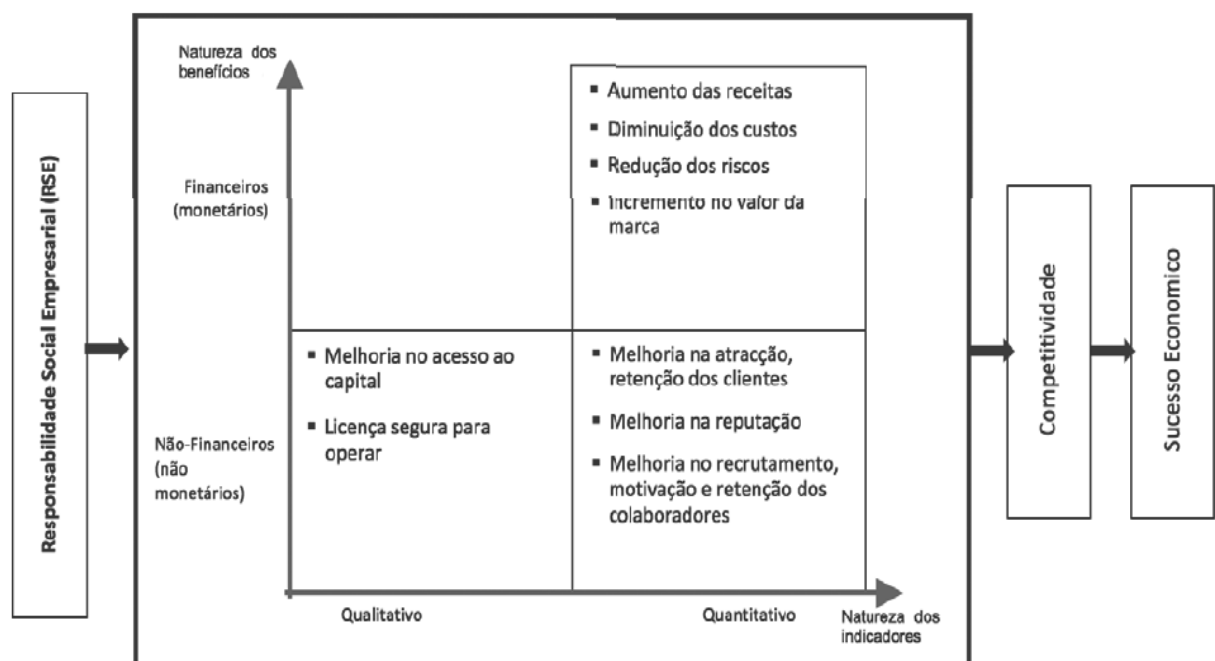 Responsabilidade Social Empresarial (RSE)
Natureza dos
benefícios
Financeiros
(monetários)
▪ Aumento das receitas
▪ Diminuição dos custos
▪ Redução dos riscos
▪ Incremento no valor da
marca
Não-Financeiros
(não
monetários)
▪ Melhoria no acesso ao
capital
▪ Licença segura para
operar
▪ Melhoria na atracção,
retenção dos clientes
▪ Melhoria na reputação
▪ Melhoria no recrutamento,
motivação e retenção dos
colaboradores
Qualitativo
Quantitativo
Natureza dos
indicadores
Competitividade
Sucesso Economico